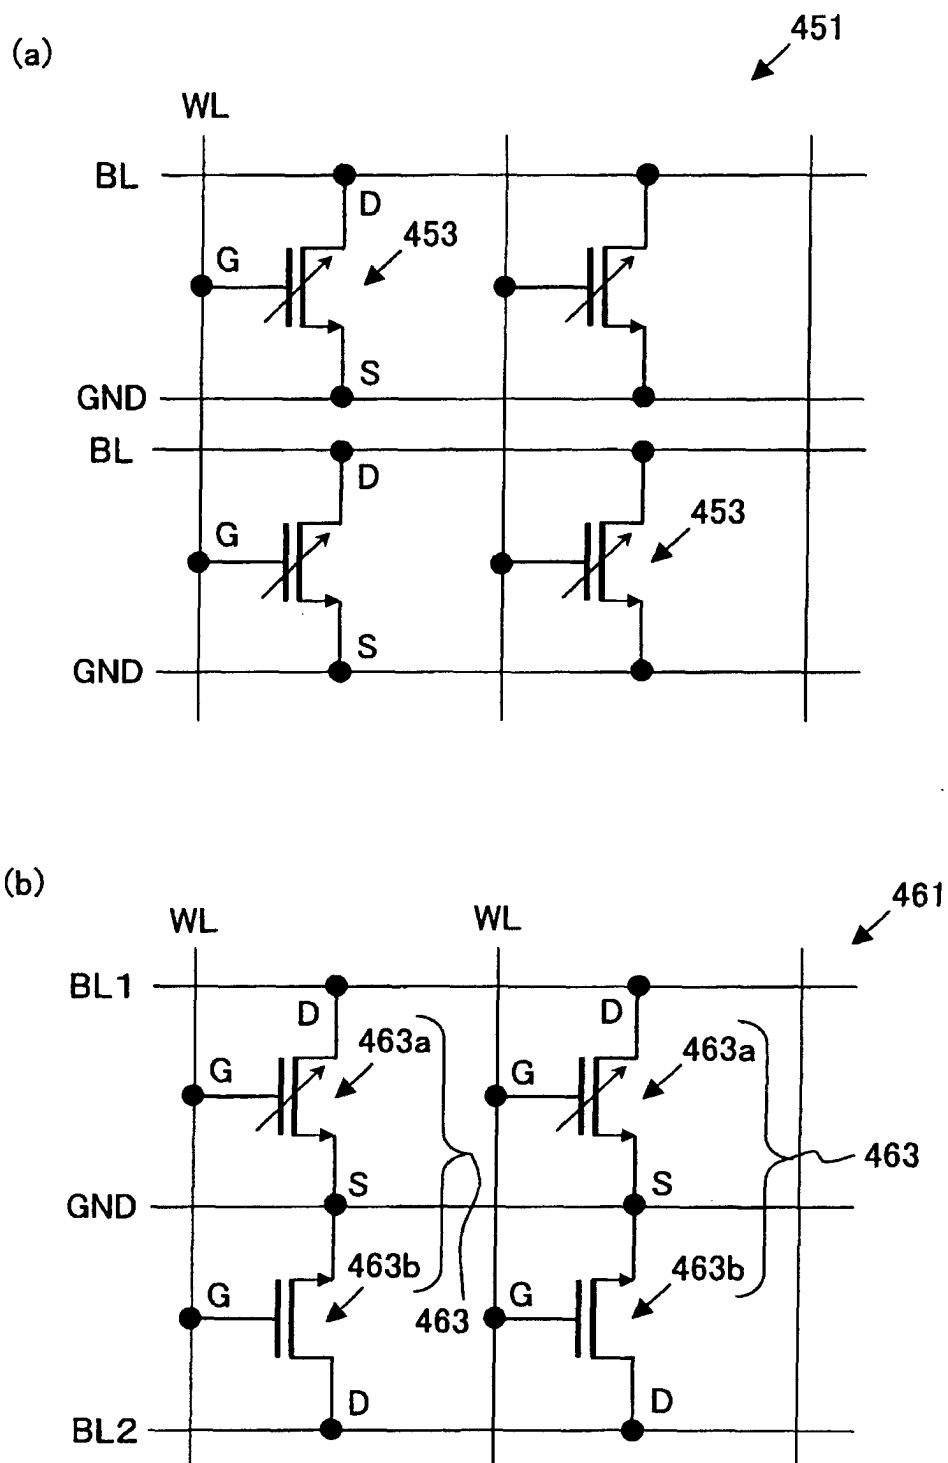 (a)
451
WL
BL
D
453
G
S
GND
BL
D
453
G
S
GND
(b)
461
WL WL
BL1
D D
463a 463a
G G
463
S S
GND
463b 463b
G G
463
D D
BL2